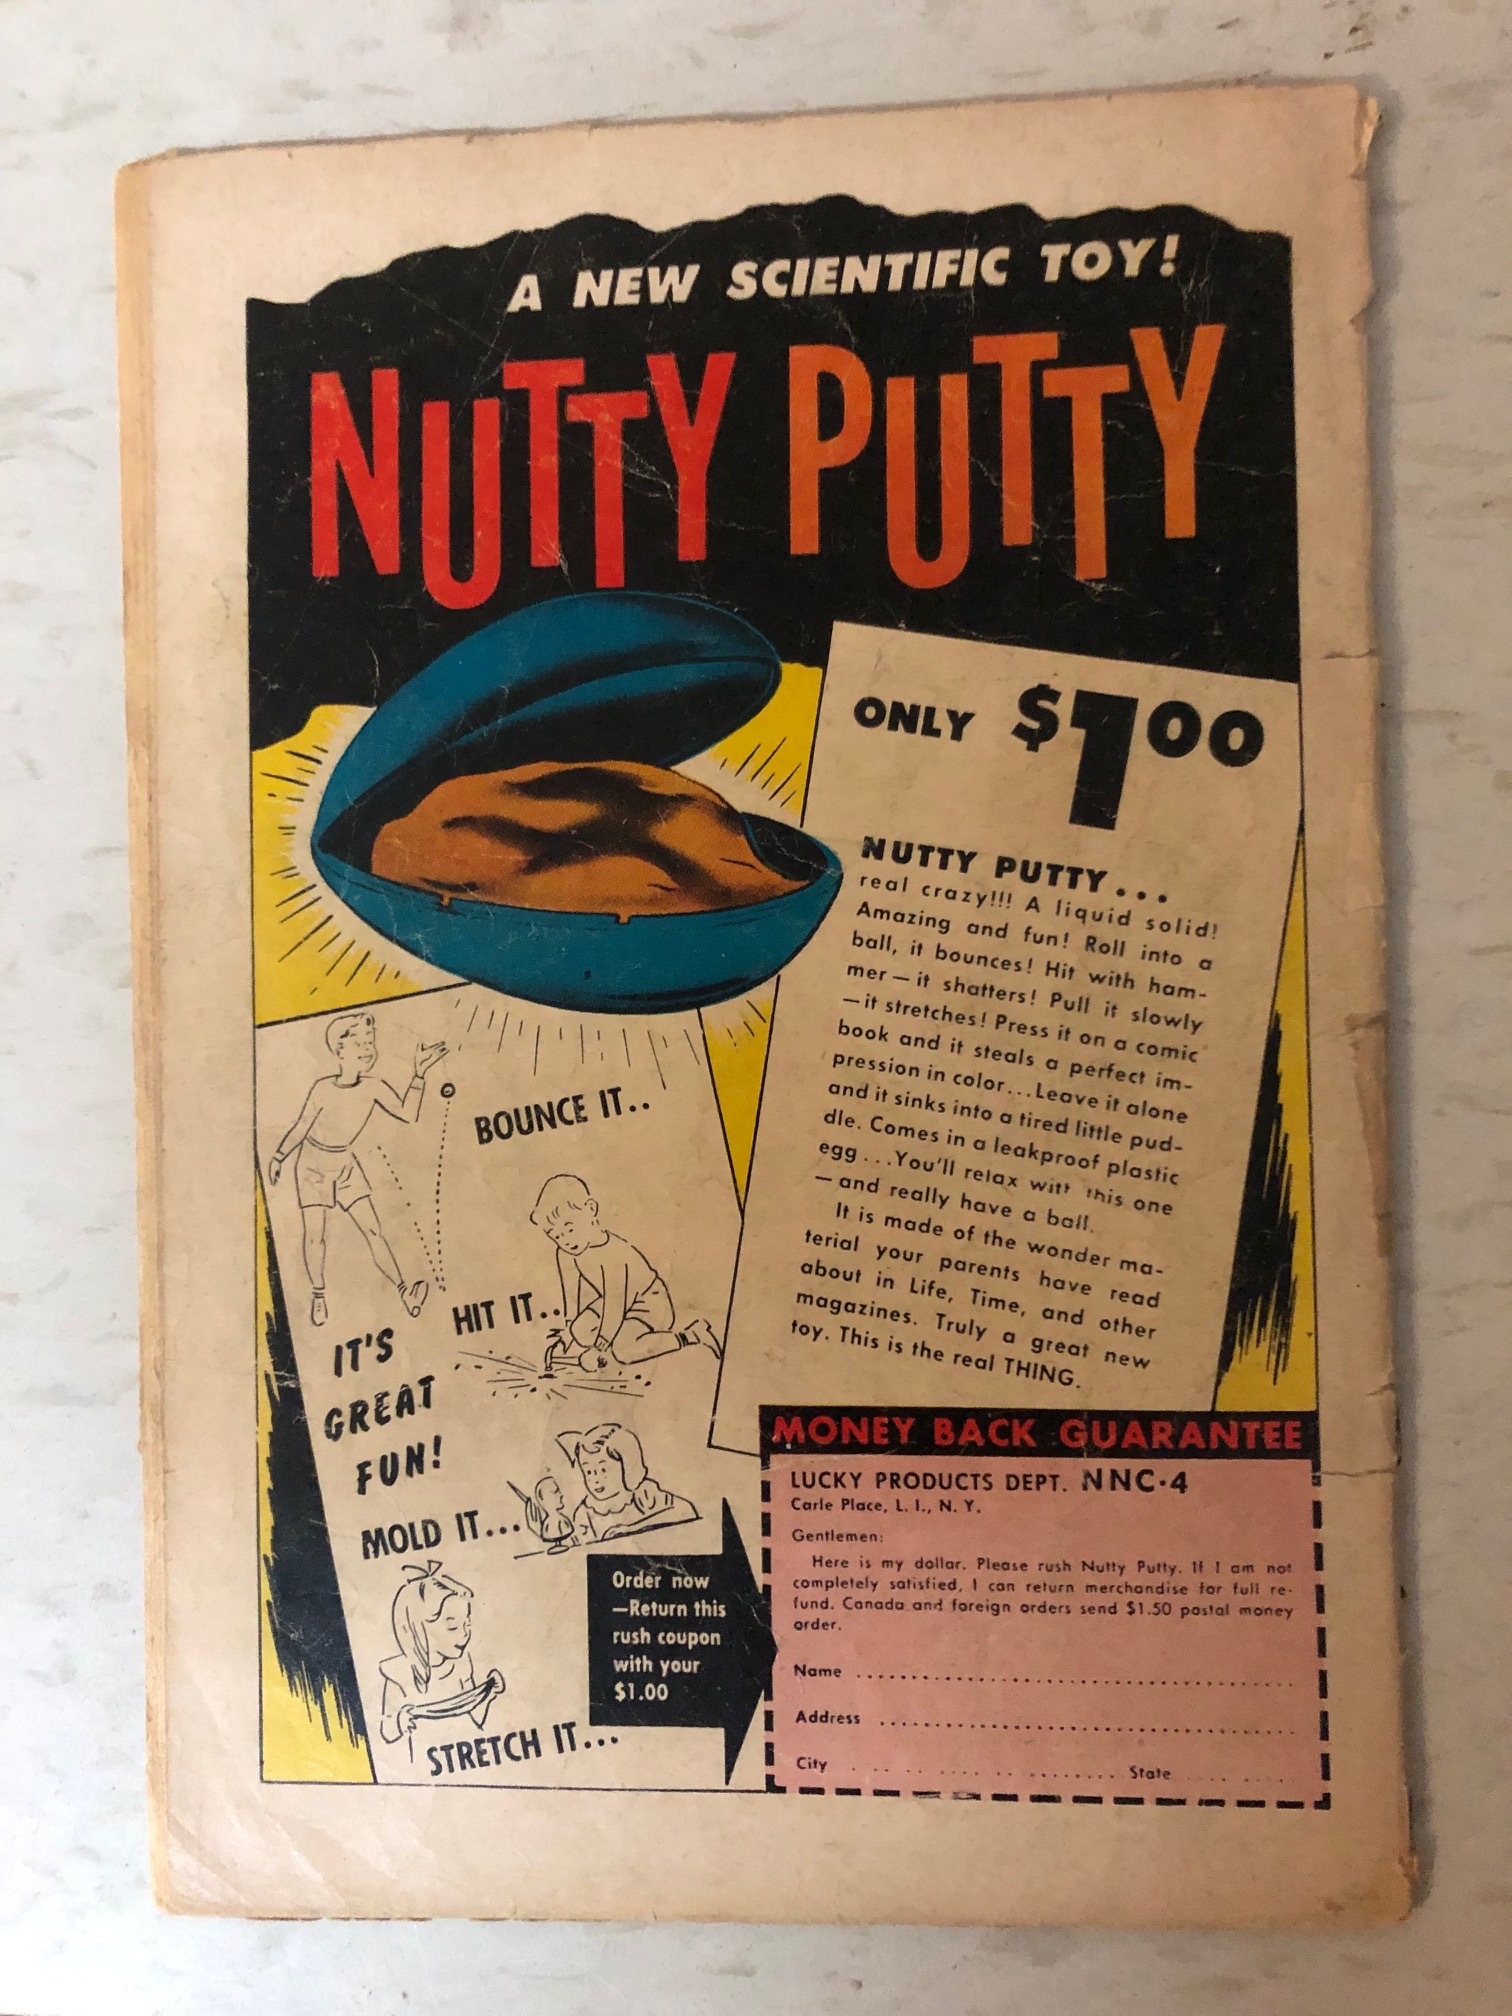 A NEW SCIENTIFIC TOY!
NUTTY PUTTY
ONLY $100
NUTTY PUTTY...
real crazy!!! A liquid solid!
Amazing and fun! Roll into a
ball, it bounces! Hit with ham-
mer — it shatters! Pull it slowly
— it stretches! Press it on a comic
book and it steals a perfect im-
pression in color... Leave it alone
and it sinks into a tired little pud-
dle. Comes in a leakproof plastic
egg ... You'll relax with this one
— and really have a ball.
It is made of the wonder ma-
terial your parents have read
about in Life, Time, and other
magazines. Truly a great new
toy. This is the real THING.
BOUNCE IT..
HIT IT..
IT'S
GREAT
FUN!
MOLD IT...
STRETCH IT...
Order now
—Return this
rush coupon
with your
$1.00
MONEY BACK GUARANTEE
LUCKY PRODUCTS DEPT. NNC-4
Carle Place, L. I., N. Y.
Gentlemen:
Here is my dollar. Please rush Nutty Putty. If I am not
completely satisfied, I can return merchandise for full re-
fund. Canada and foreign orders send $1.50 postal money
order.
Name
Address
City State